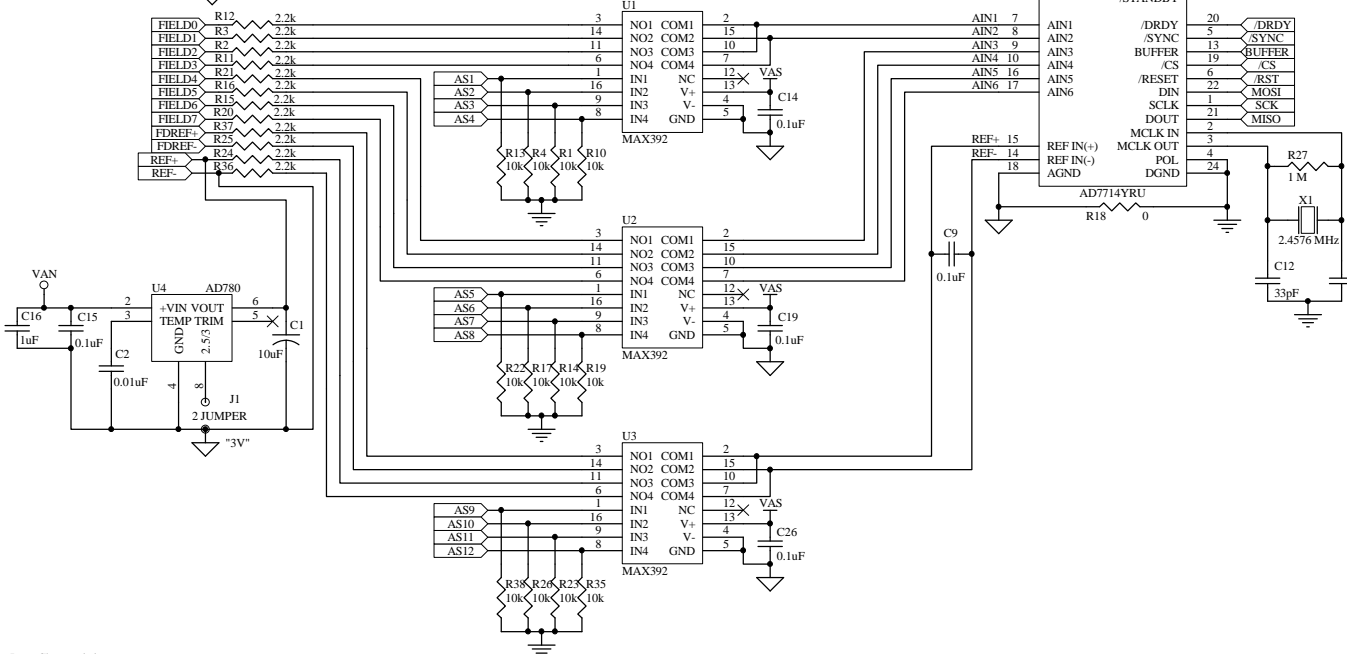 /STANDBY
FIELD0 R12 2.2k
FIELD1 R3 2.2k
FIELD2 R2 2.2k
FIELD3 R11 2.2k
FIELD4 R21 2.2k
FIELD5 R16 2.2k
FIELD6 R15 2.2k
FIELD7 R20 2.2k
FDREF+ R37 2.2k
FDREF- R25 2.2k
REF+ R24 2.2k
REF- R36 2.2k
U1
3 NO1 COM1 2
14 NO2 COM2 15
11 NO3 COM3 10
6 NO4 COM4 7
AS1 1 IN1 NC 12 VAS
AS2 16 IN2 V+ 13
AS3 9 IN3 V- 4
AS4 8 IN4 GND 5
C14
0.1uF
MAX392
R13 R4 R1 R10
10k 10k 10k 10k
AIN1 7 AIN1
AIN2 8 AIN2
AIN3 9 AIN3
AIN4 10 AIN4
AIN5 16 AIN5
AIN6 17 AIN6
REF+ 15 REF IN(+)
REF- 14 REF IN(-)
18 AGND
/DRDY 20 /DRDY
/SYNC 5 /SYNC
BUFFER 13 BUFFER
/CS 19 /CS
/RESET 6 /RST
DIN 22 MOSI
SCLK 1 SCK
DOUT 21 MISO
MCLK IN 2
MCLK OUT 3
POL 4
DGND 24
AD7714YRU
R18 0
R27
1 M
X1
2.4576 MHz
C12
33pF
C9
0.1uF
U2
3 NO1 COM1 2
14 NO2 COM2 15
11 NO3 COM3 10
6 NO4 COM4 7
AS5 1 IN1 NC 12 VAS
AS6 16 IN2 V+ 13
AS7 9 IN3 V- 4
AS8 8 IN4 GND 5
C19
0.1uF
MAX392
R22 R17 R14 R19
10k 10k 10k 10k
VAN
U4 AD780
2 +VIN VOUT 6
3 TEMP TRIM 5
GND
2.5/3
4 8
C16
1uF
C15
0.1uF
C2
0.01uF
C1
10uF
J1
2 JUMPER
"3V"
U3
3 NO1 COM1 2
14 NO2 COM2 15
11 NO3 COM3 10
6 NO4 COM4 7
AS9 1 IN1 NC 12 VAS
AS10 16 IN2 V+ 13
AS11 9 IN3 V- 4
AS12 8 IN4 GND 5
C26
0.1uF
MAX392
R38 R26 R23 R35
10k 10k 10k 10k